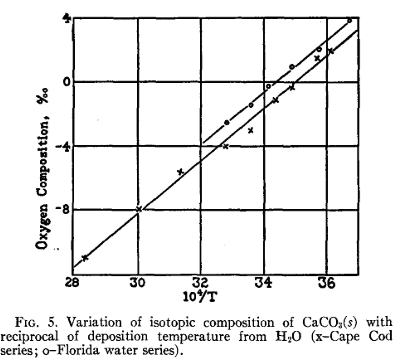 4
0
-4
-8
Oxygen Composition, ‰
28 30 32 34 36
10⁴/T
FIG. 5. Variation of isotopic composition of CaCO₃(s) with
reciprocal of deposition temperature from H₂O (x-Cape Cod
series; o-Florida water series).